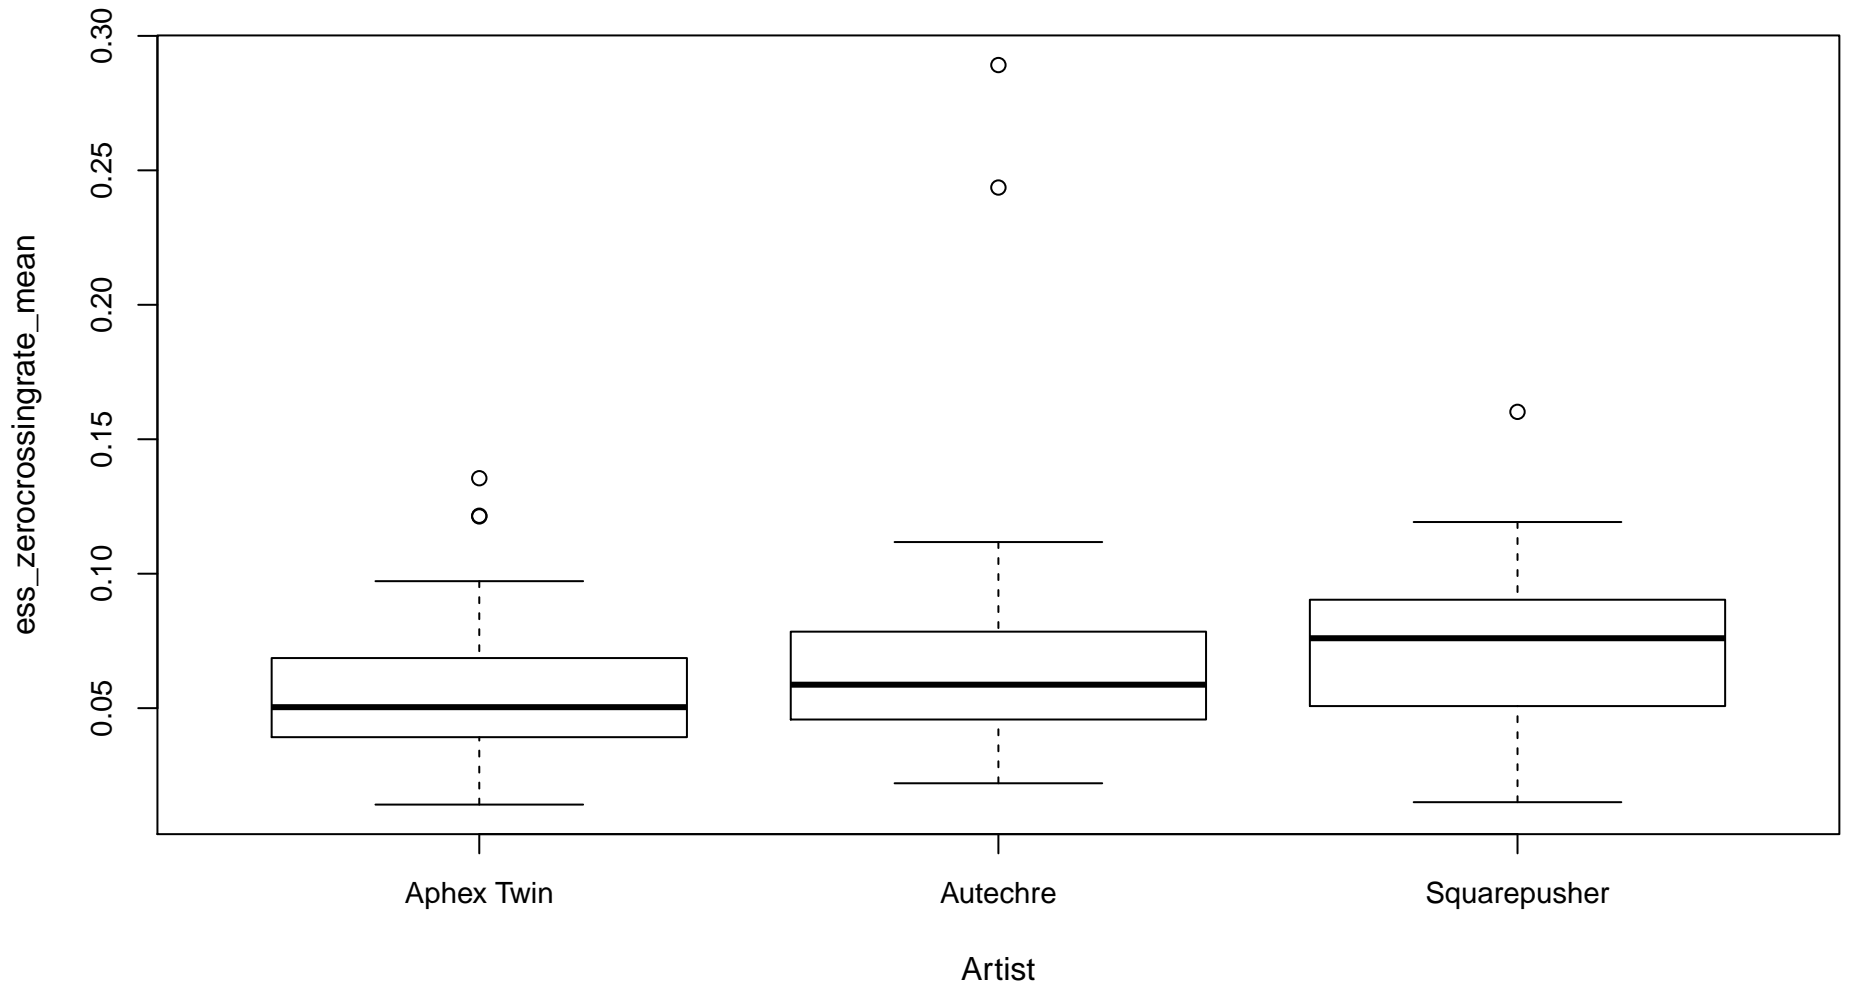 ess_zerocrossingrate_mean
0.30
0.25
0.20
0.15
0.10
0.05
Aphex Twin
Autechre
Squarepusher
Artist